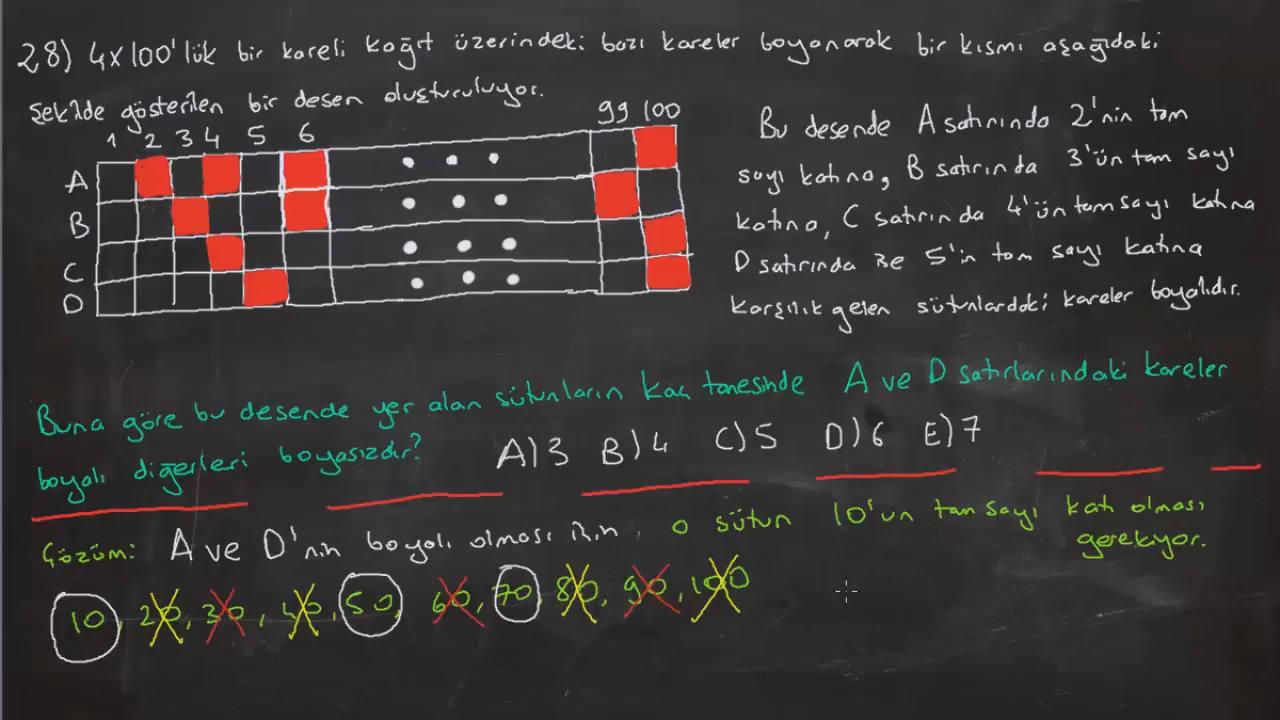 28) 4x100'lük bir kareli kağıt üzerindeki bazı kareler boyanarak bir kısmı aşağıdaki
şekilde gösterilen bir desen oluşturuluyor.
1 2 3 4 5 6 99 100
A
B
C
D
Bu desende A satırında 2'nin tam
sayı katına, B satırında 3'ün tam sayı
katına, C satırında 4'ün tam sayı katına
D satırında ise 5'in tam sayı katına
karşılık gelen sütunlardaki kareler boyalıdır.
Buna göre bu desende yer alan sütunların kaç tanesinde A ve D satırlarındaki kareler
boyalı diğerleri boyasızdır?
A) 3 B) 4 C) 5 D) 6 E) 7
Çözüm: A ve D'nin boyalı olması için, o sütun 10'un tam sayı katı olması
gerekiyor.
10, 20, 30, 40, 50, 60, 70, 80, 90, 100